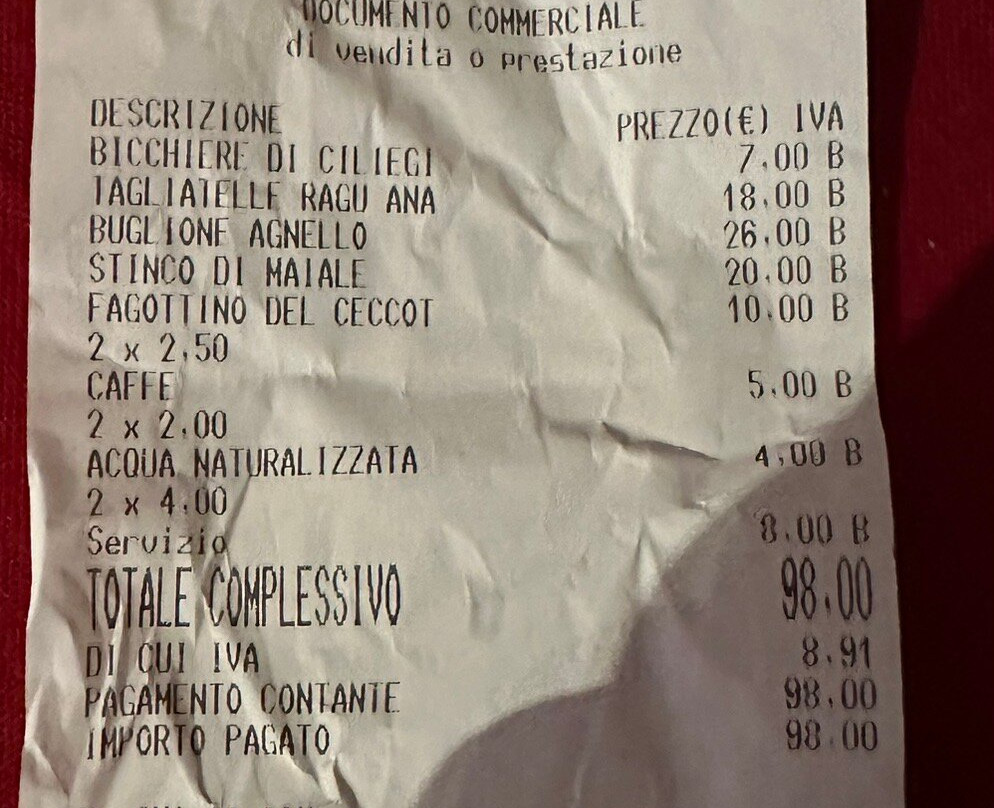 DOCUMENTO COMMERCIALE
di vendita o prestazione
DESCRIZIONE PREZZO(€) IVA
BICCHIERE DI CILIEGI 7,00 B
TAGLIATELLE RAGU ANA 18,00 B
BUGLIONE AGNELLO 26,00 B
STINCO DI MAIALE 20,00 B
FAGOTTINO DEL CECCOT 10,00 B
2 x 2,50
CAFFE 5,00 B
2 x 2,00
ACQUA NATURALIZZATA 4,00 B
2 x 4,00
Servizio 8,00 B
TOTALE COMPLESSIVO 98,00
DI CUI IVA 8,91
PAGAMENTO CONTANTE 98,00
IMPORTO PAGATO 98,00